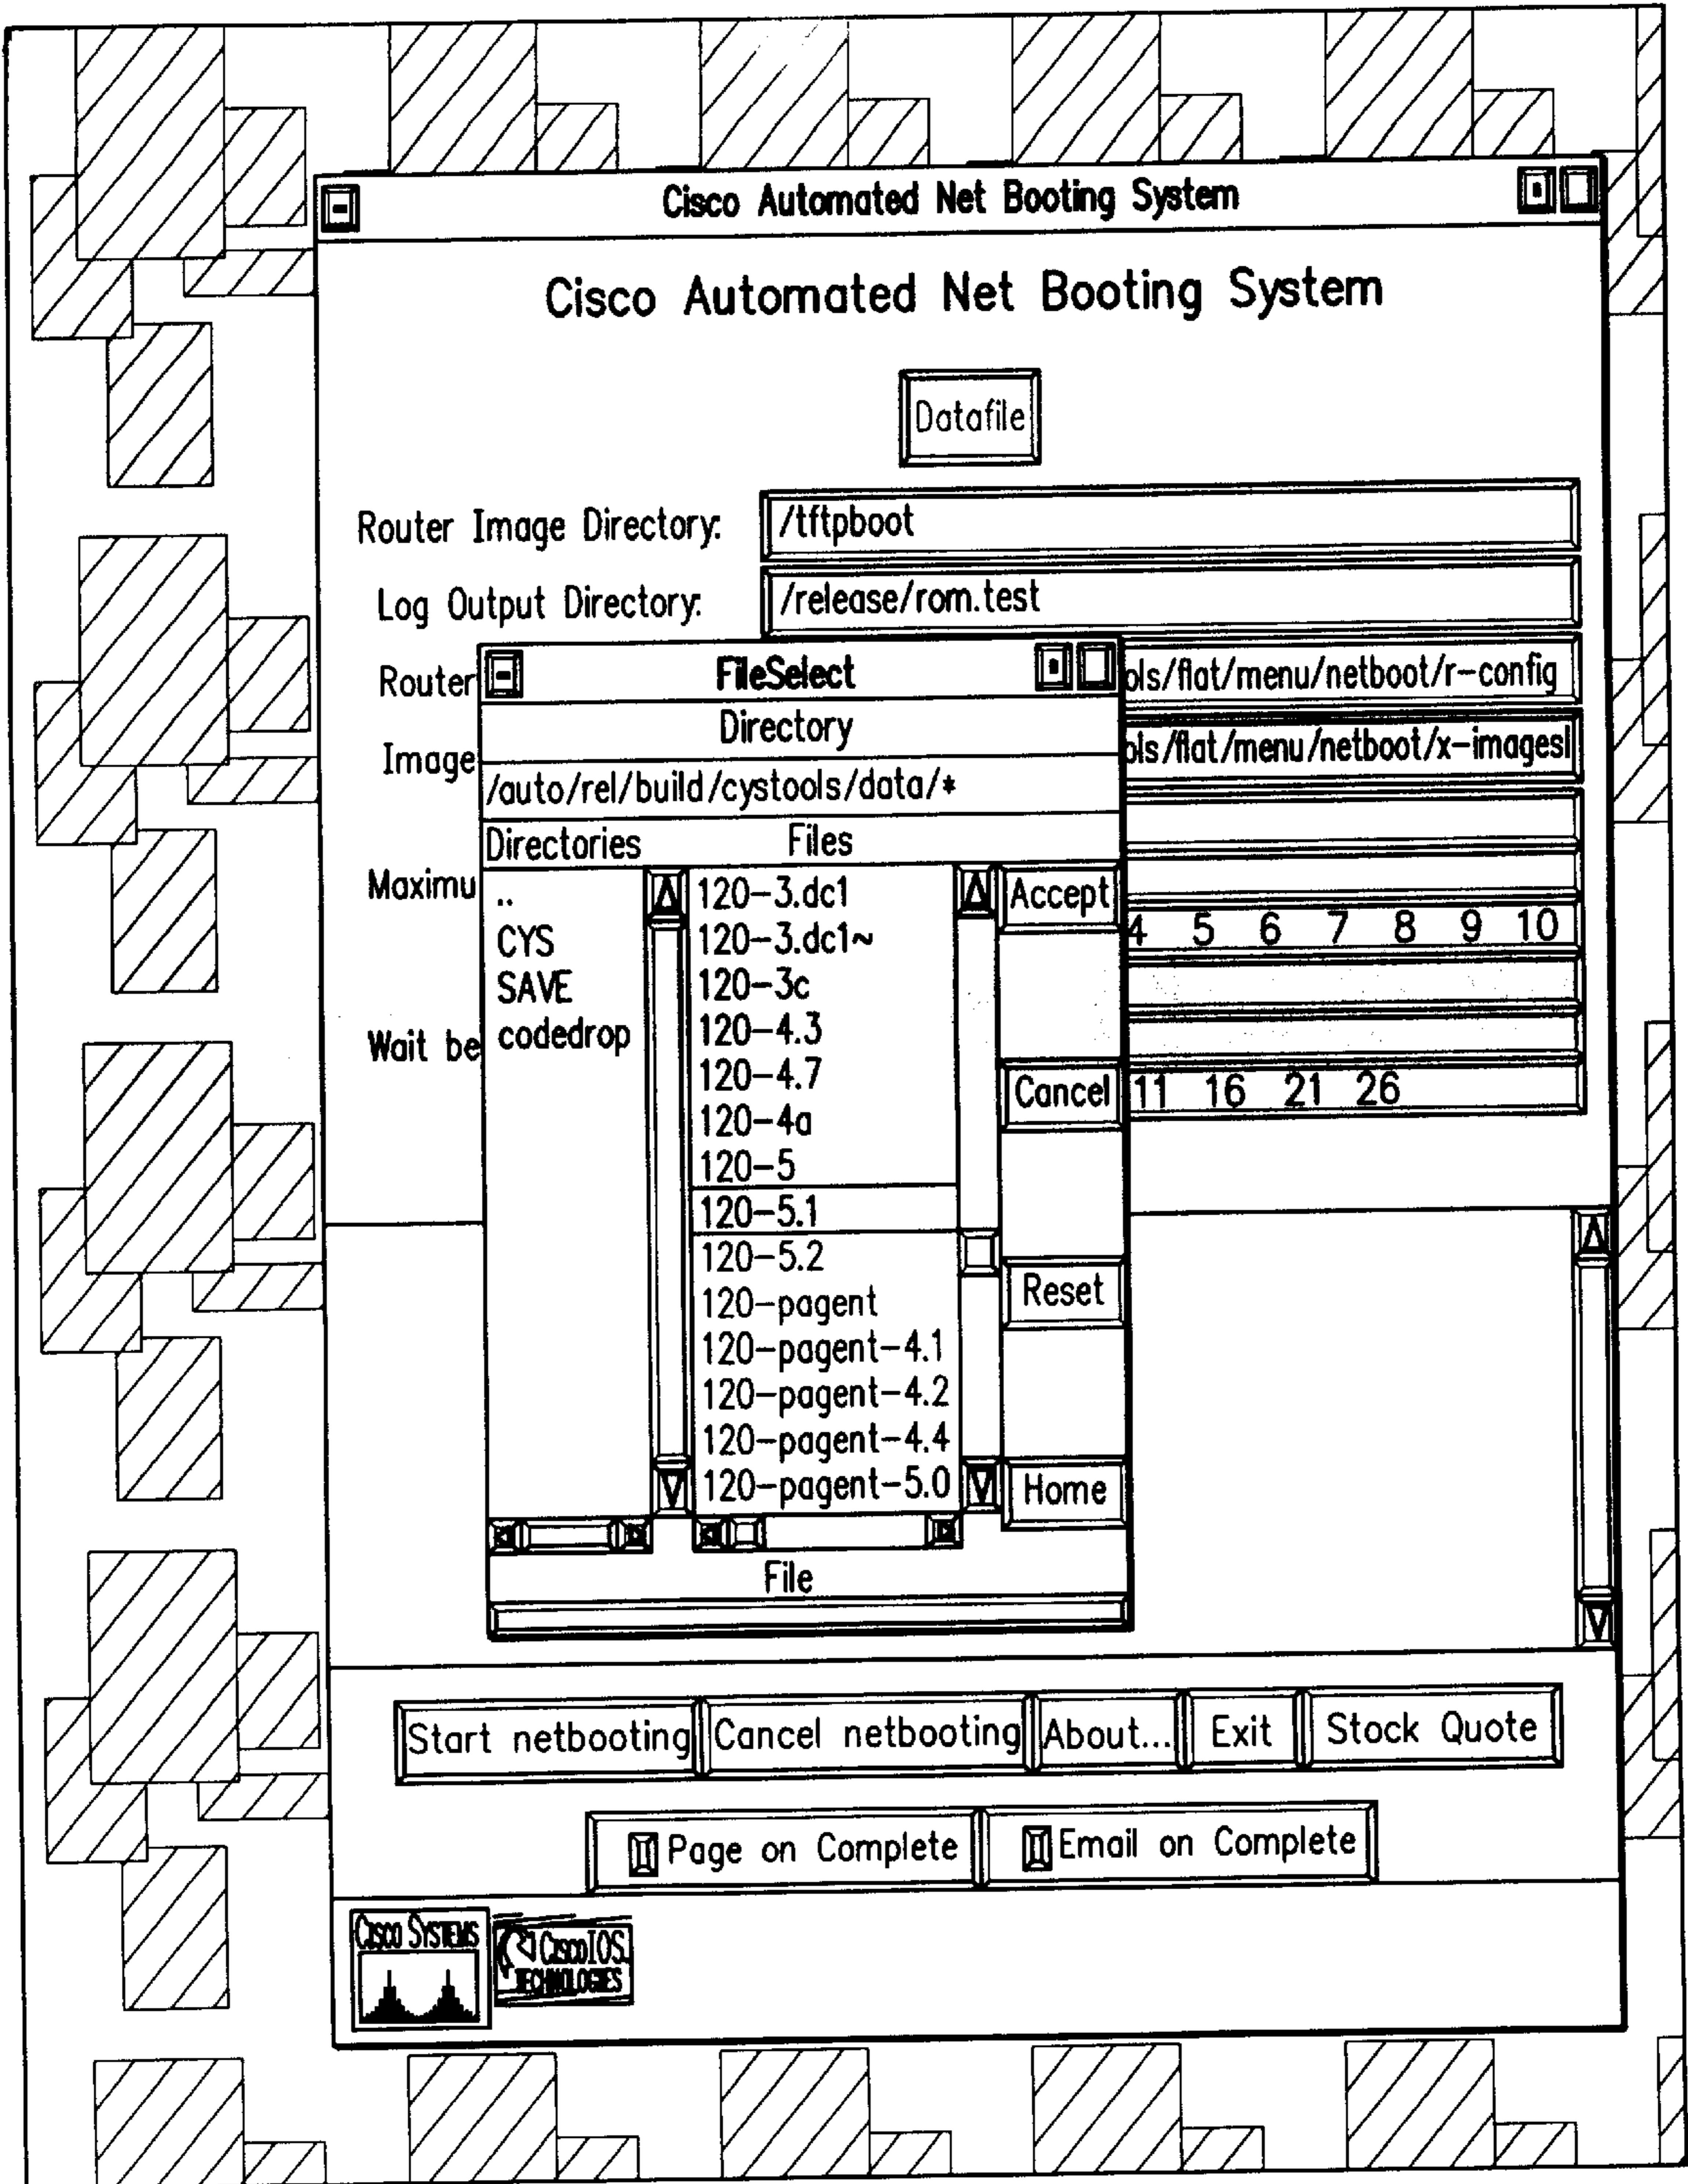 Cisco Automated Net Booting System
Cisco Automated Net Booting System
Datafile
Router Image Directory: /tftpboot
Log Output Directory: /release/rom.test
Router
ols/flat/menu/netboot/r-config
Image
ols/flat/menu/netboot/x-imagesl
Maximu
4 5 6 7 8 9 10
Wait be
11 16 21 26
FileSelect
Directory
/auto/rel/build/cystools/data/*
Directories Files
..
CYS
SAVE
codedrop
120-3.dc1
120-3.dc1~
120-3c
120-4.3
120-4.7
120-4a
120-5
120-5.1
120-5.2
120-pagent
120-pagent-4.1
120-pagent-4.2
120-pagent-4.4
120-pagent-5.0
Accept
Cancel
Reset
Home
File
Start netbooting Cancel netbooting About... Exit Stock Quote
Page on Complete Email on Complete
CISCO SYSTEMS
CISCO IOS
TECHNOLOGIES